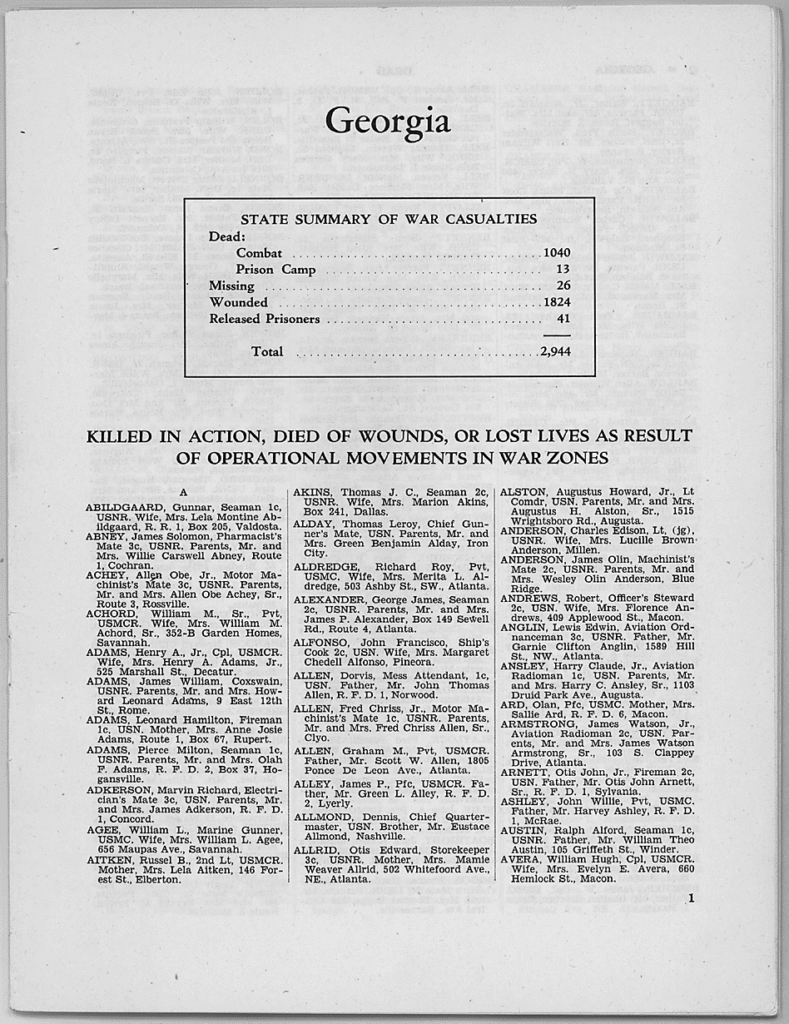 Georgia
STATE SUMMARY OF WAR CASUALTIES
Dead:
Combat ........ 1040
Prison Camp ........ 13
Missing ........ 26
Wounded ........ 1824
Released Prisoners ........ 41
Total ........ 2,944
KILLED IN ACTION, DIED OF WOUNDS, OR LOST LIVES AS RESULT
OF OPERATIONAL MOVEMENTS IN WAR ZONES
A
ABILDGAARD, Gunnar, Seaman 1c,
USNR. Wife, Mrs. Lela Montine Ab-
ildgaard, R. R. 1, Box 205, Valdosta.
ABNEY, James Solomon, Pharmacist's
Mate 3c, USNR. Parents, Mr. and
Mrs. Willie Carswell Abney, Route
1, Cochran.
ACHEY, Allen Obe, Jr., Motor Ma-
chinist's Mate 3c, USNR. Parents,
Mr. and Mrs. Allen Obe Achey, Sr.,
Route 3, Rossville.
ACHORD, William M., Sr., Pvt,
USMCR. Wife, Mrs. William M.
Achord, Sr., 352-B Garden Homes,
Savannah.
ADAMS, Henry A., Jr., Cpl, USMCR.
Wife, Mrs. Henry A. Adams, Jr.,
525 Marshall St., Decatur.
ADAMS, James William, Coxswain,
USNR. Parents, Mr. and Mrs. How-
ard Leonard Adams, 9 East 12th
St., Rome.
ADAMS, Leonard Hamilton, Fireman
1c, USN. Mother, Mrs. Anne Josie
Adams, Route 1, Box 67, Rupert.
ADAMS, Pierce Milton, Seaman 1c,
USNR. Parents, Mr. and Mrs. Olah
F. Adams, R. F. D. 2, Box 37, Ho-
gansville.
ADKERSON, Marvin Richard, Electri-
cian's Mate 3c, USN. Parents, Mr.
and Mrs. James Adkerson, R. F. D.
1, Concord.
AGEE, William L., Marine Gunner,
USMC. Wife, Mrs. William L. Agee,
656 Maupas Ave., Savannah.
AITKEN, Russel B., 2nd Lt, USMCR.
Mother, Mrs. Lela Aitken, 146 For-
est St., Elberton.
AKINS, Thomas J. C., Seaman 2c,
USNR. Wife, Mrs. Marion Akins,
Box 241, Dallas.
ALDAY, Thomas Leroy, Chief Gun-
ner's Mate, USN. Parents, Mr. and
Mrs. Green Benjamin Alday, Iron
City.
ALDREDGE, Richard Roy, Pvt,
USMC. Wife, Mrs. Merita L. Al-
dredge, 503 Ashby St., SW., Atlanta.
ALEXANDER, George James, Seaman
2c, USNR. Parents, Mr. and Mrs.
James P. Alexander, Box 149 Sewell
Rd., Route 4, Atlanta.
ALFONSO, John Francisco, Ship's
Cook 2c, USN. Wife, Mrs. Margaret
Chedell Alfonso, Pineora.
ALLEN, Dorvis, Mess Attendant, 1c,
USN. Father, Mr. John Thomas
Allen, R. F. D. 1, Norwood.
ALLEN, Fred Chriss, Jr., Motor Ma-
chinist's Mate 1c, USNR. Parents,
Mr. and Mrs. Fred Chriss Allen, Sr.,
Clyo.
ALLEN, Graham M., Pvt, USMCR.
Father, Mr. Scott W. Allen, 1805
Ponce De Leon Ave., Atlanta.
ALLEY, James P., Pfc, USMCR. Fa-
ther, Mr. Green L. Alley, R. F. D.
2, Lyerly.
ALLMOND, Dennis, Chief Quarter-
master, USN. Brother, Mr. Eustace
Allmond, Nashville.
ALLRID, Otis Edward, Storekeeper
3c, USNR. Mother, Mrs. Mamie
Weaver Allrid, 502 Whitefoord Ave.,
NE., Atlanta.
ALSTON, Augustus Howard, Jr., Lt
Comdr, USN. Parents, Mr. and Mrs.
Augustus H. Alston, Sr., 1515
Wrightsboro Rd., Augusta.
ANDERSON, Charles Edison, Lt, (jg),
USNR. Wife, Mrs. Lucille Brown
Anderson, Millen.
ANDERSON, James Olin, Machinist's
Mate 2c, USNR. Parents, Mr. and
Mrs. Wesley Olin Anderson, Blue
Ridge.
ANDREWS, Robert, Officer's Steward
2c, USN. Wife, Mrs. Florence An-
drews, 409 Applewood St., Macon.
ANGLIN, Lewis Edwin, Aviation Ord-
nanceman 3c, USNR. Father, Mr.
Garnie Clifton Anglin, 1589 Hill
St., NW., Atlanta.
ANSLEY, Harry Claude, Jr., Aviation
Radioman 1c, USN. Parents, Mr.
and Mrs. Harry C. Ansley, Sr., 1103
Druid Park Ave., Augusta.
ARD, Olan, Pfc, USMC. Mother, Mrs.
Sallie Ard, R. F. D. 6, Macon.
ARMSTRONG, James Watson, Jr.,
Aviation Radioman 2c, USN. Par-
ents, Mr. and Mrs. James Watson
Armstrong, Sr., 103 S. Clappey
Drive, Atlanta.
ARNETT, Otis John, Jr., Fireman 2c,
USN. Father, Mr. Otis John Arnett,
Sr., R. F. D. 1, Sylvania.
ASHLEY, John Willie, Pvt, USMC.
Father, Mr. Harvey Ashley, R. F. D.
1, McRae.
AUSTIN, Ralph Alford, Seaman 1c,
USNR. Father, Mr. William Theo
Austin, 105 Griffeth St., Winder.
AVERA, William Hugh, Cpl, USMCR.
Wife, Mrs. Evelyn E. Avera, 660
Hemlock St., Macon.
1